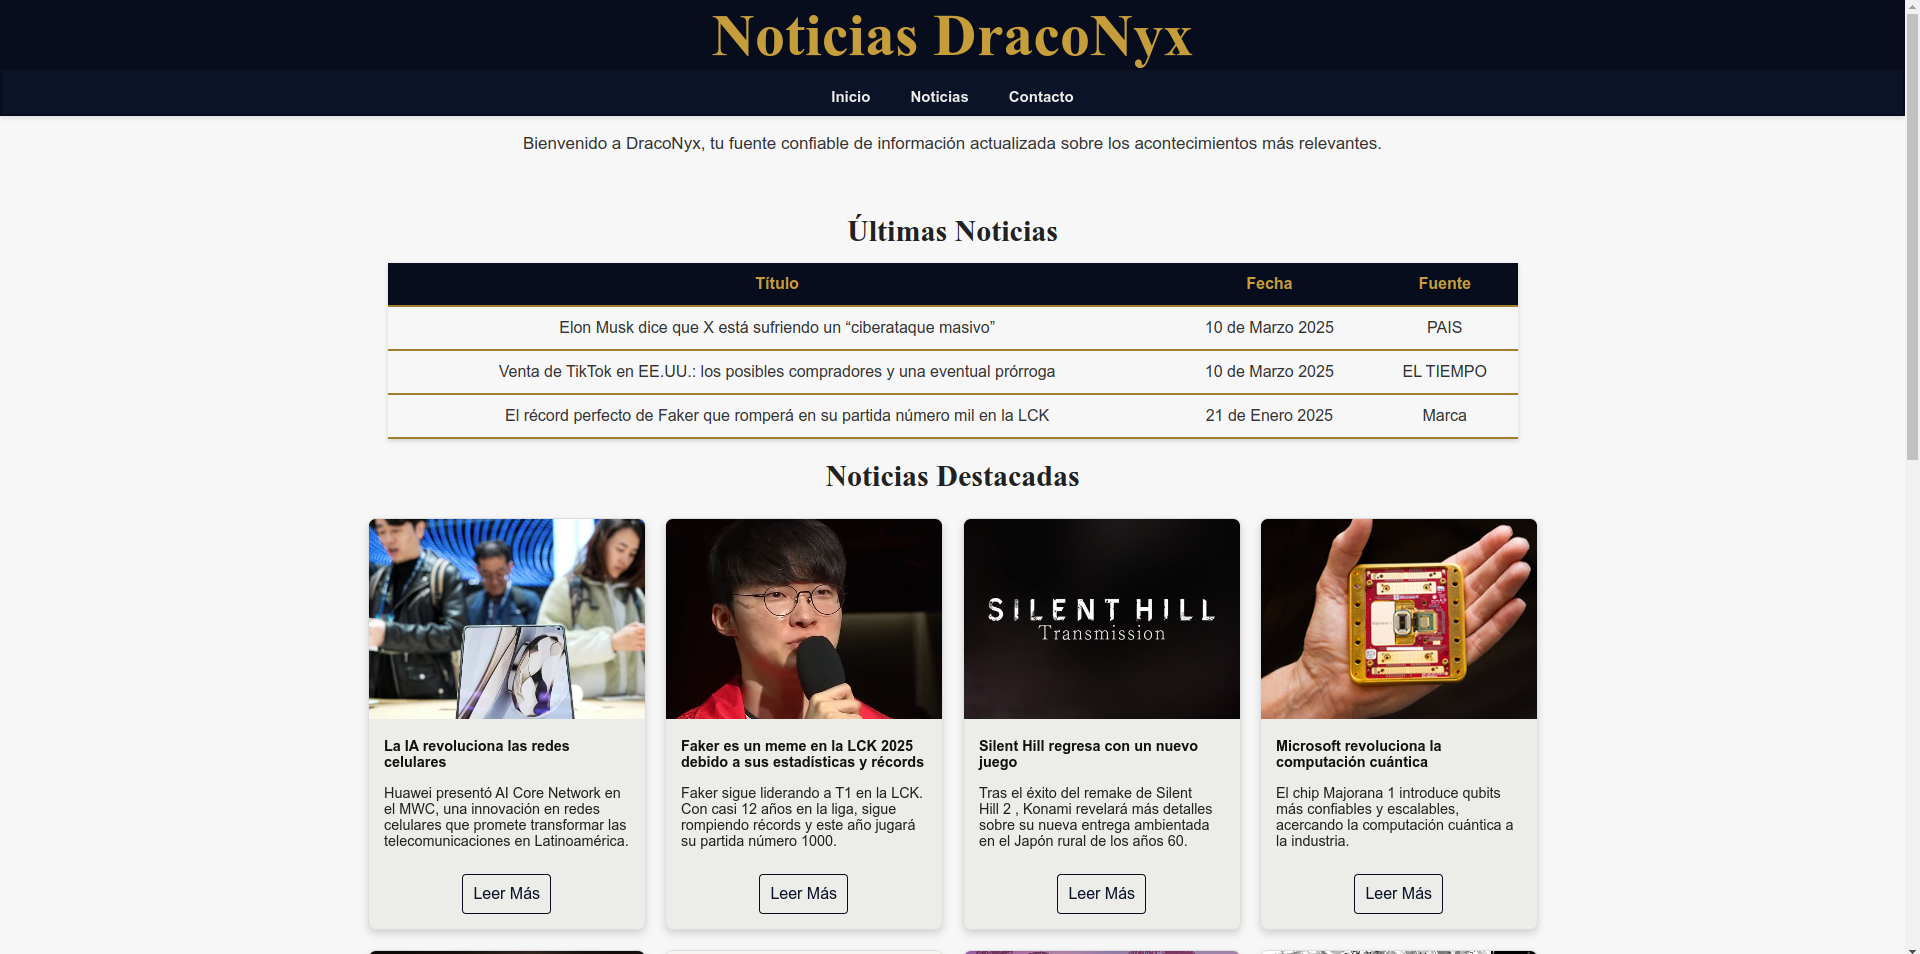 Noticias DracoNyx
Inicio Noticias Contacto
Bienvenido a DracoNyx, tu fuente confiable de información actualizada sobre los acontecimientos más relevantes.
Últimas Noticias
Título Fecha Fuente
Elon Musk dice que X está sufriendo un “ciberataque masivo” 10 de Marzo 2025 PAIS
Venta de TikTok en EE.UU.: los posibles compradores y una eventual prórroga 10 de Marzo 2025 EL TIEMPO
El récord perfecto de Faker que romperá en su partida número mil en la LCK 21 de Enero 2025 Marca
Noticias Destacadas
La IA revoluciona las redes
celulares
Huawei presentó AI Core Network en
el MWC, una innovación en redes
celulares que promete transformar las
telecomunicaciones en Latinoamérica.
Leer Más
Faker es un meme en la LCK 2025
debido a sus estadísticas y récords
Faker sigue liderando a T1 en la LCK.
Con casi 12 años en la liga, sigue
rompiendo récords y este año jugará
su partida número 1000.
Leer Más
SILENT HILL
Transmission
Silent Hill regresa con un nuevo
juego
Tras el éxito del remake de Silent
Hill 2 , Konami revelará más detalles
sobre su nueva entrega ambientada
en el Japón rural de los años 60.
Leer Más
Microsoft revoluciona la
computación cuántica
El chip Majorana 1 introduce qubits
más confiables y escalables,
acercando la computación cuántica a
la industria.
Leer Más